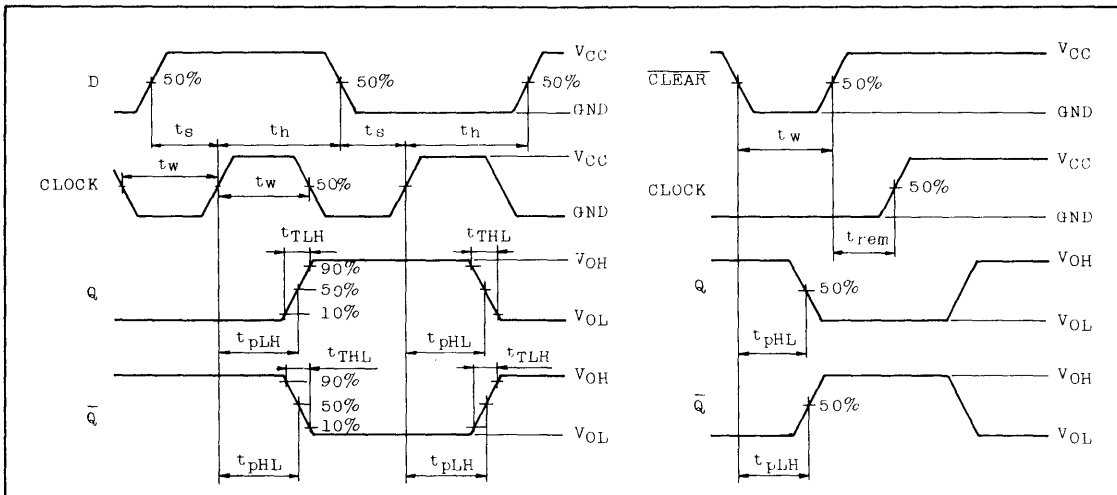 D
50%
50%
50%
VCC
GND
ts
th
ts
th
CLOCK
tw
tw
50%
VCC
GND
tTLH
tTHL
Q
90%
50%
10%
VOH
VOL
tpLH
tpHL
tTHL
tTLH
Q̅
90%
50%
10%
VOH
VOL
tpHL
tpLH
C̅L̅E̅A̅R̅
50%
VCC
GND
tw
CLOCK
50%
VCC
GND
trem
Q
50%
VOH
VOL
tpHL
Q̅
50%
VOH
VOL
tpLH